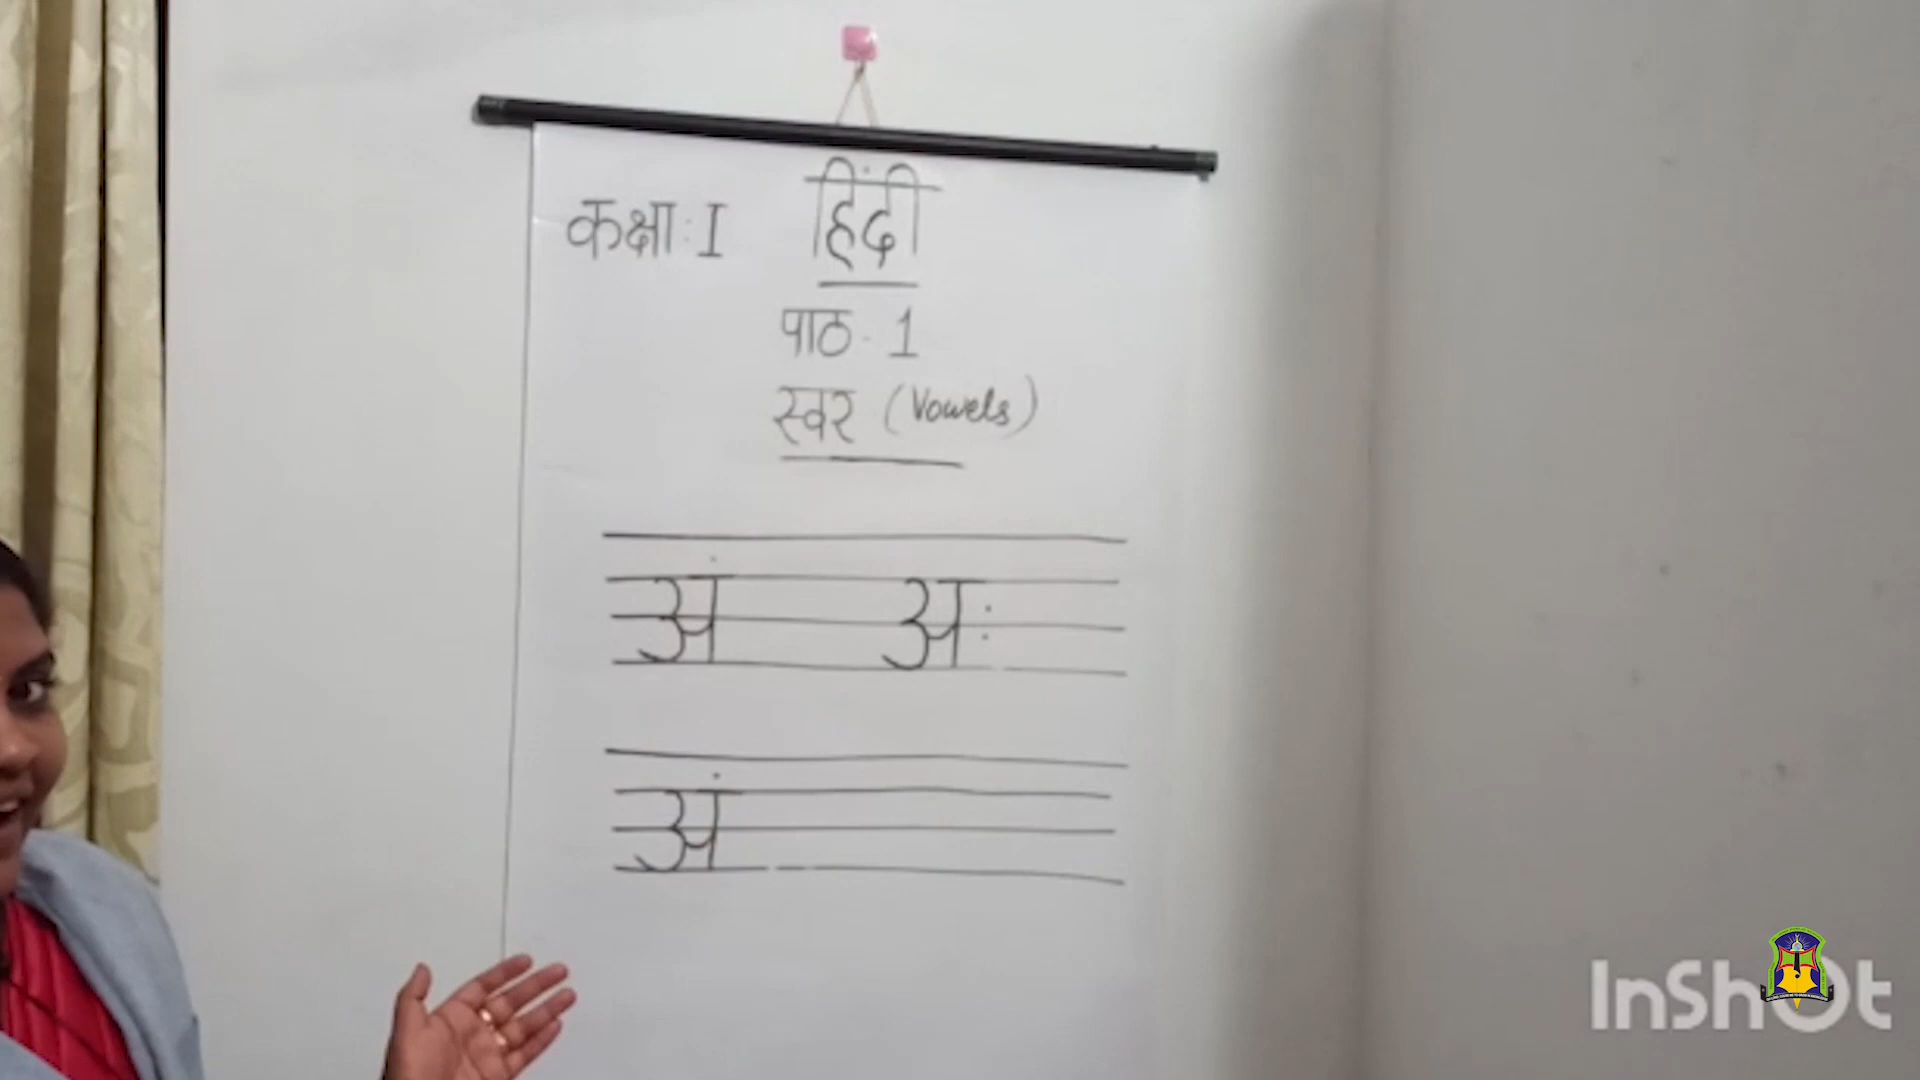 कक्षा: I हिंदी
पाठ - 1
स्वर (Vowels)
अं अः
अं
InShOt